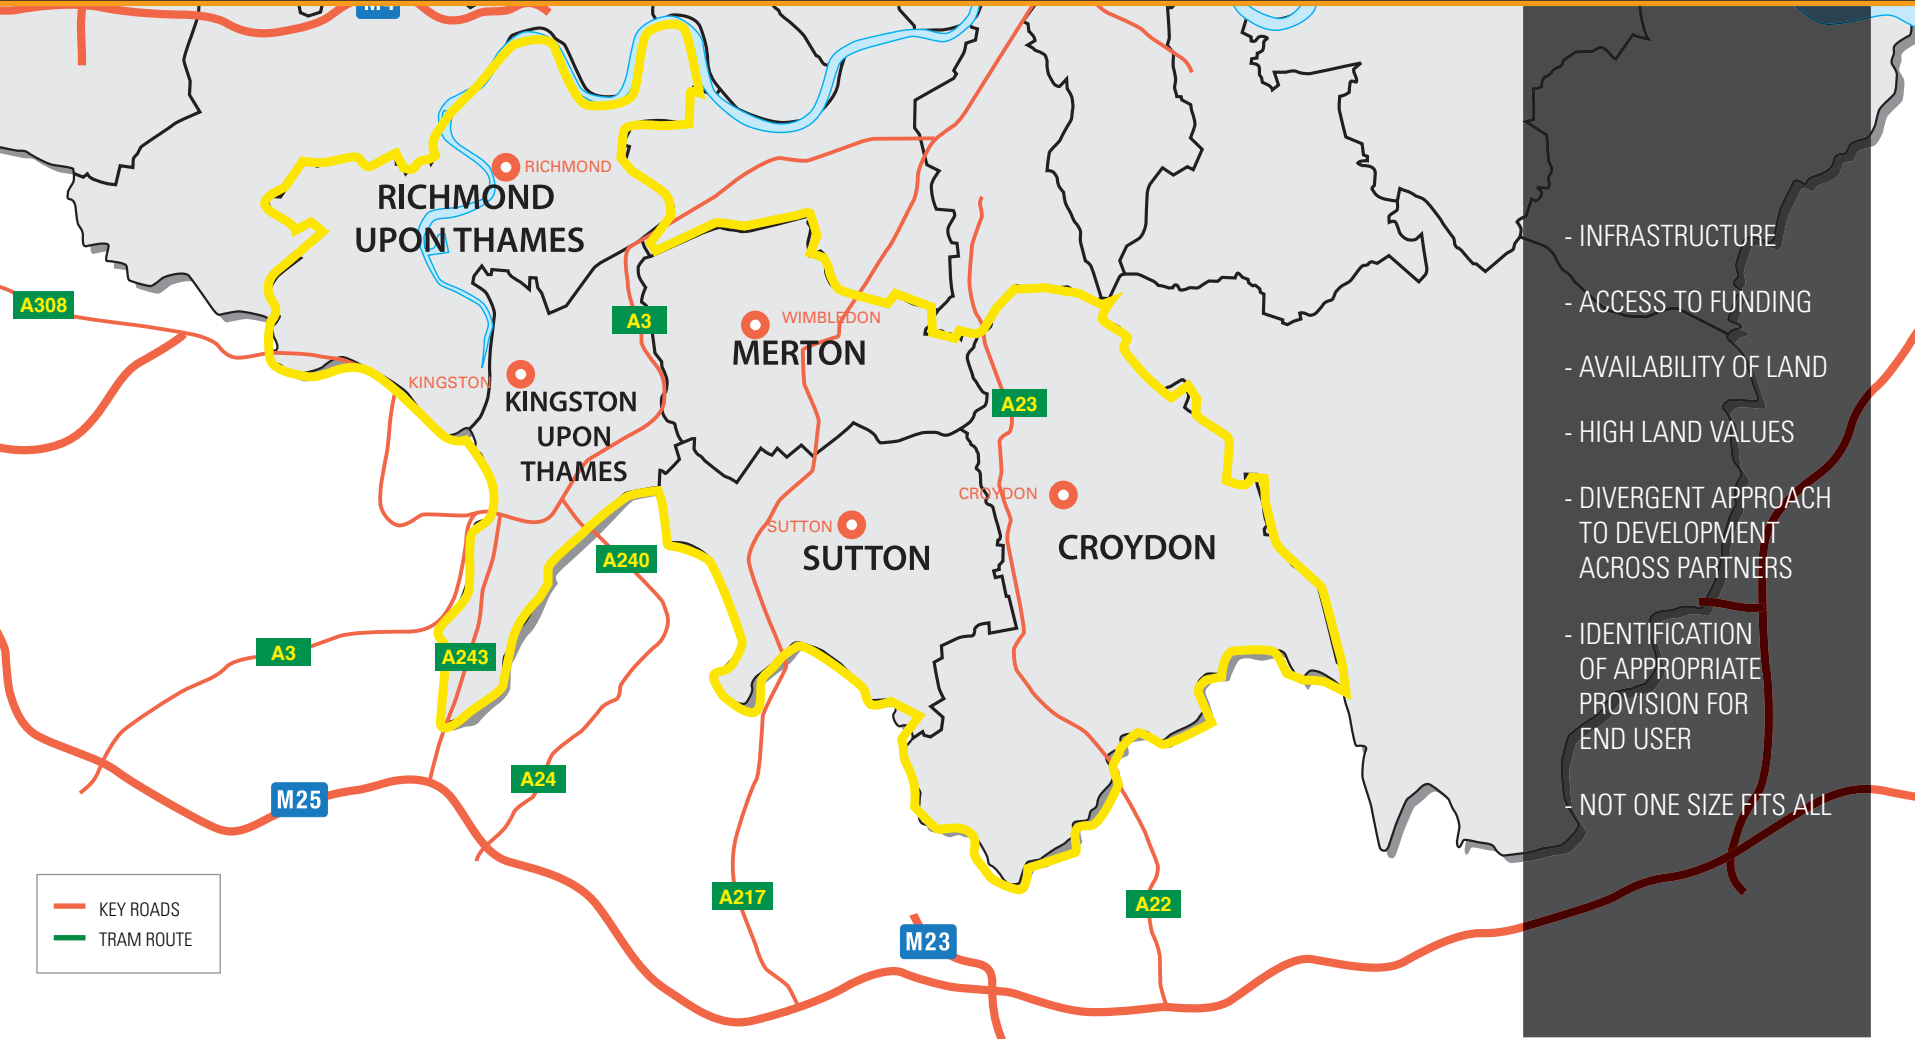 M4
RICHMOND
RICHMOND
UPON THAMES
A308
A3
WIMBLEDON
MERTON
KINGSTON
KINGSTON
UPON
THAMES
A23
CROYDON
SUTTON
SUTTON
CROYDON
A240
A3
A243
A24
M25
A217
A22
M23
KEY ROADS
TRAM ROUTE
- INFRASTRUCTURE
- ACCESS TO FUNDING
- AVAILABILITY OF LAND
- HIGH LAND VALUES
- DIVERGENT APPROACH
TO DEVELOPMENT
ACROSS PARTNERS
- IDENTIFICATION
OF APPROPRIATE
PROVISION FOR
END USER
- NOT ONE SIZE FITS ALL